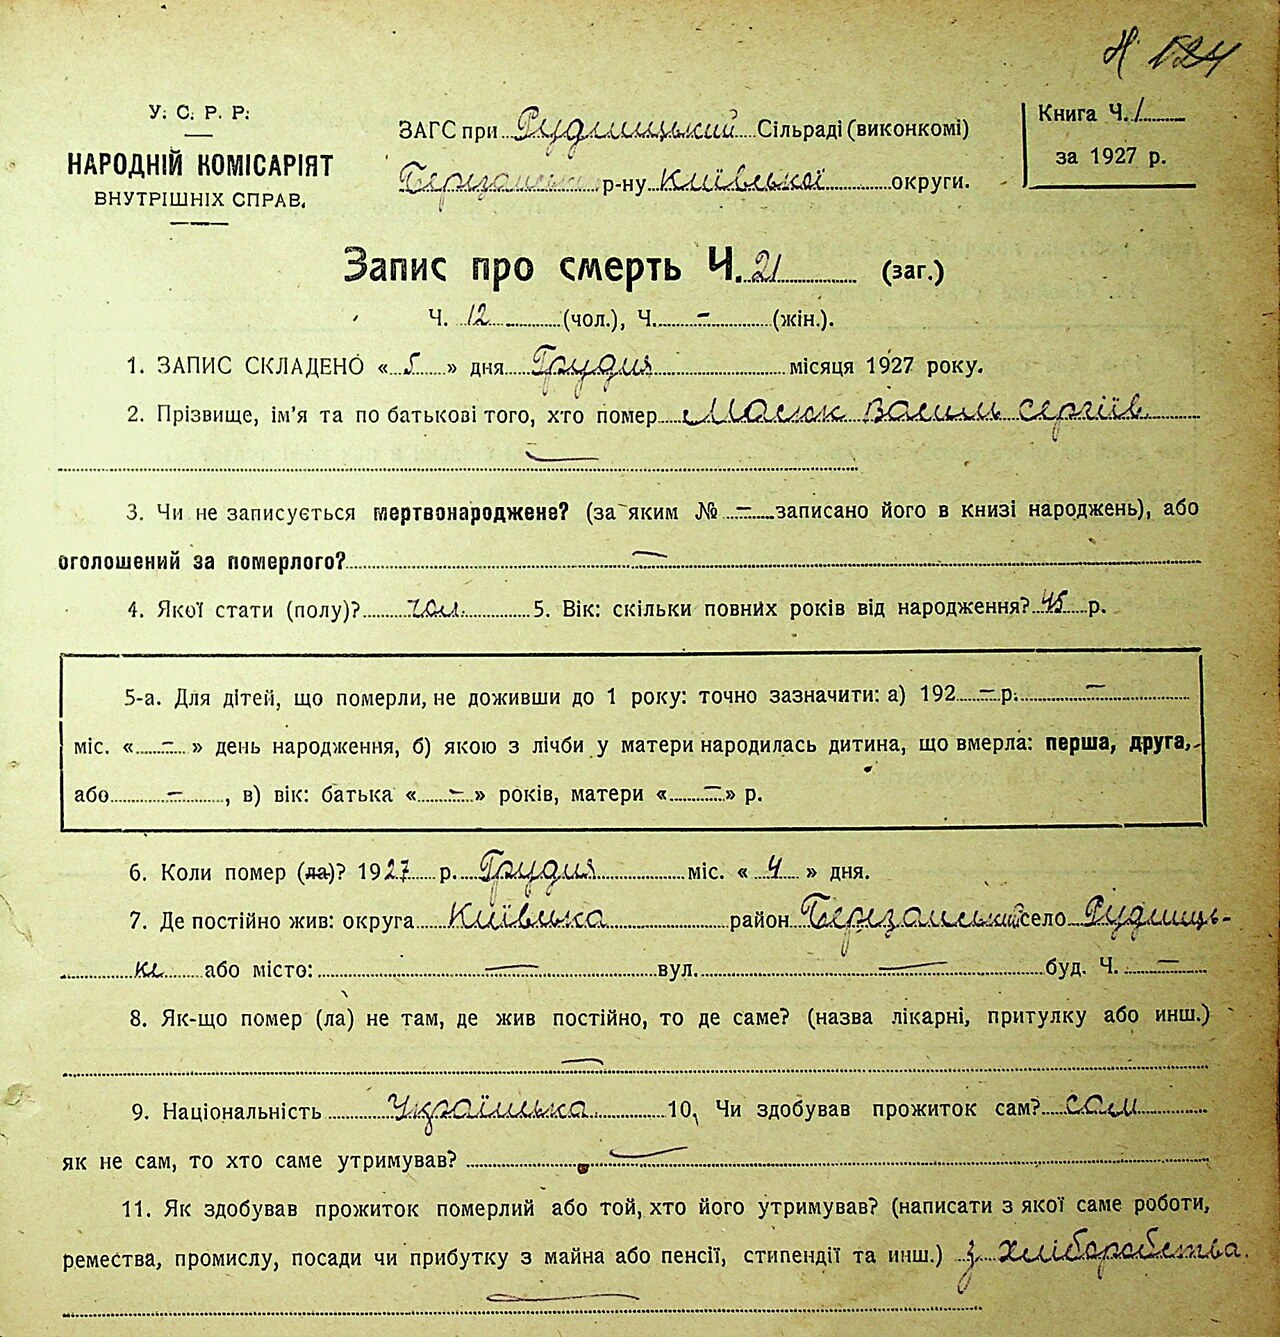 Н 124
У. С. Р. Р.
НАРОДНІЙ КОМІСАРІЯТ
ВНУТРІШНІХ СПРАВ.
ЗАГС при Рудницький Сільраді (виконкомі)
Березанський р-ну Київської округи.
Книга Ч. 1
за 1927 р.
Запис про смерть Ч. 21 (заг.)
Ч. 12 (чол.), Ч. – (жін.).
1. ЗАПИС СКЛАДЕНО « 5 » дня Грудня місяця 1927 року.
2. Прізвище, ім'я та по батькові того, хто помер Масюк Василь Сергіїв
—
3. Чи не записується мертвонароджене? (за яким № – записано його в книзі народжень), або
оголошений за померлого? —
4. Якої стати (полу)? чол. 5. Вік: скільки повних років від народження? 45 р.
5-а. Для дітей, що померли, не доживши до 1 року: точно зазначити: а) 192 – р. –
міс. « – » день народження, б) якою з лічби у матери народилась дитина, що вмерла: перша, друга,
або – , в) вік: батька « – » років, матери « – » р.
6. Коли помер (ла)? 1927 р. Грудня міс. « 4 » дня.
7. Де постійно жив: округа Київська район Березанський село Рудниць-
ке або місто: — вул. — буд. Ч. –
8. Як-що помер (ла) не там, де жив постійно, то де саме? (назва лікарні, притулку або инш.)
—
9. Національність Українська 10. Чи здобував прожиток сам? сам
як не сам, то хто саме утримував? —
11. Як здобував прожиток померлий або той, хто його утримував? (написати з якої саме роботи,
ремества, промислу, посади чи прибутку з майна або пенсії, стипендії та инш.) з хліборобства.
—